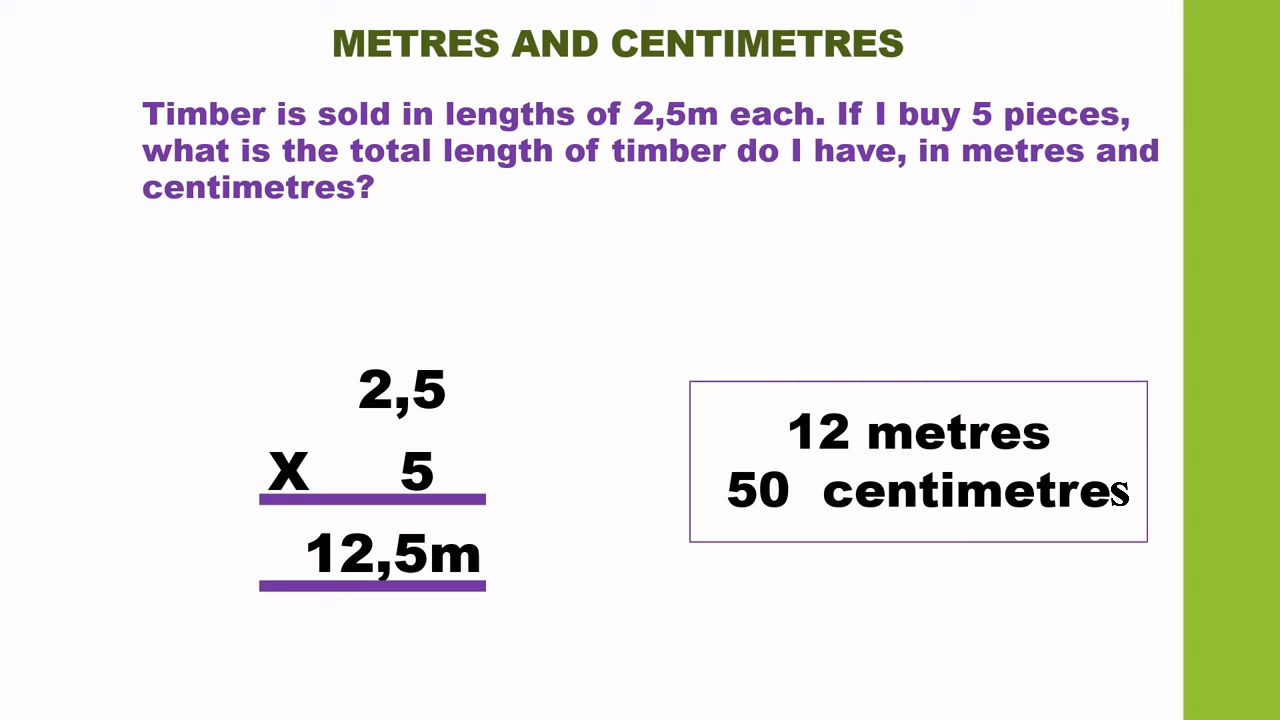 METRES AND CENTIMETRES
Timber is sold in lengths of 2,5m each. If I buy 5 pieces,
what is the total length of timber do I have, in metres and
centimetres?
2,5
X 5
12,5m
12 metres
50 centimetres